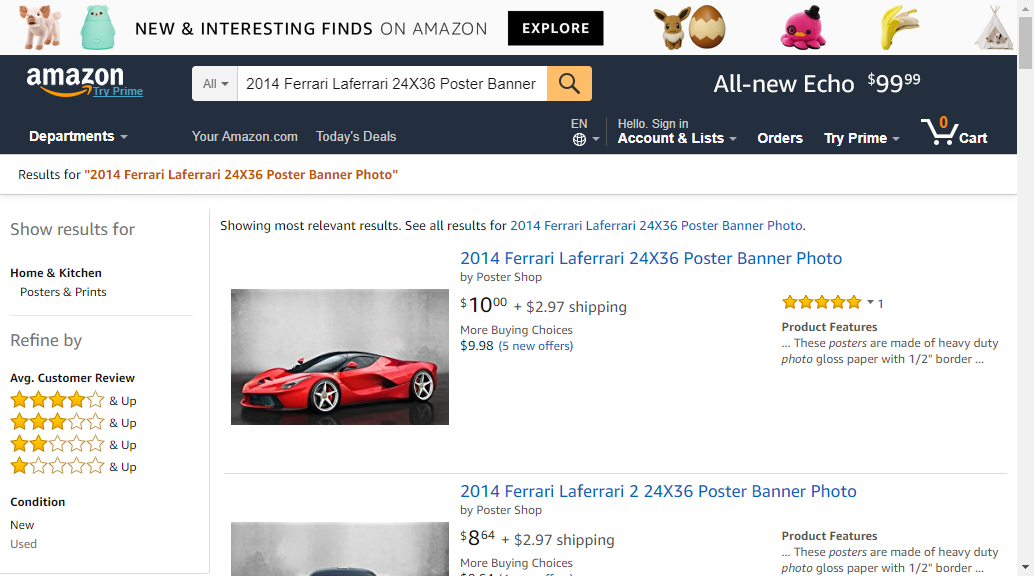 NEW & INTERESTING FINDS ON AMAZON EXPLORE
amazon
Try Prime
All
2014 Ferrari Laferrari 24X36 Poster Banner
All-new Echo $9999
Departments
Your Amazon.com
Today's Deals
EN
Hello. Sign in
Account & Lists
Orders
Try Prime
0
Cart
Results for "2014 Ferrari Laferrari 24X36 Poster Banner Photo"
Show results for
Home & Kitchen
Posters & Prints
Refine by
Avg. Customer Review
& Up
& Up
& Up
& Up
Condition
New
Used
Showing most relevant results. See all results for 2014 Ferrari Laferrari 24X36 Poster Banner Photo.
2014 Ferrari Laferrari 24X36 Poster Banner Photo
by Poster Shop
$1000 + $2.97 shipping
More Buying Choices
$9.98 (5 new offers)
1
Product Features
... These posters are made of heavy duty
photo gloss paper with 1/2" border ...
2014 Ferrari Laferrari 2 24X36 Poster Banner Photo
by Poster Shop
$864 + $2.97 shipping
More Buying Choices
Product Features
... These posters are made of heavy duty
photo gloss paper with 1/2" border ...